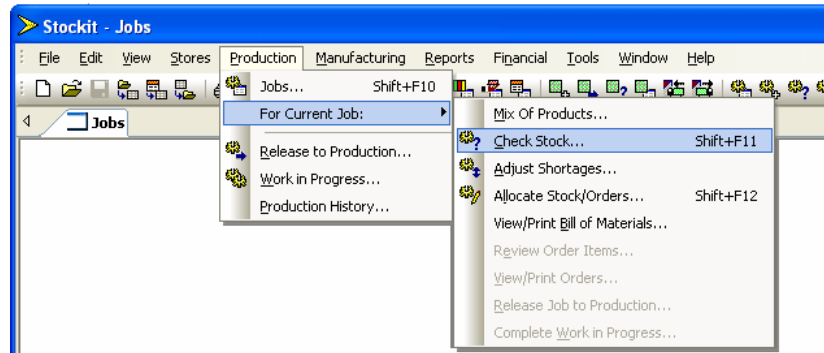 Stockit - Jobs
File Edit View Stores Production Manufacturing Reports Financial Tools Window Help
Jobs... Shift+F10
Jobs
For Current Job:
Mix Of Products...
Check Stock... Shift+F11
Release to Production...
Adjust Shortages...
Work in Progress...
Allocate Stock/Orders... Shift+F12
Production History...
View/Print Bill of Materials...
Review Order Items...
View/Print Orders...
Release Job to Production...
Complete Work in Progress...